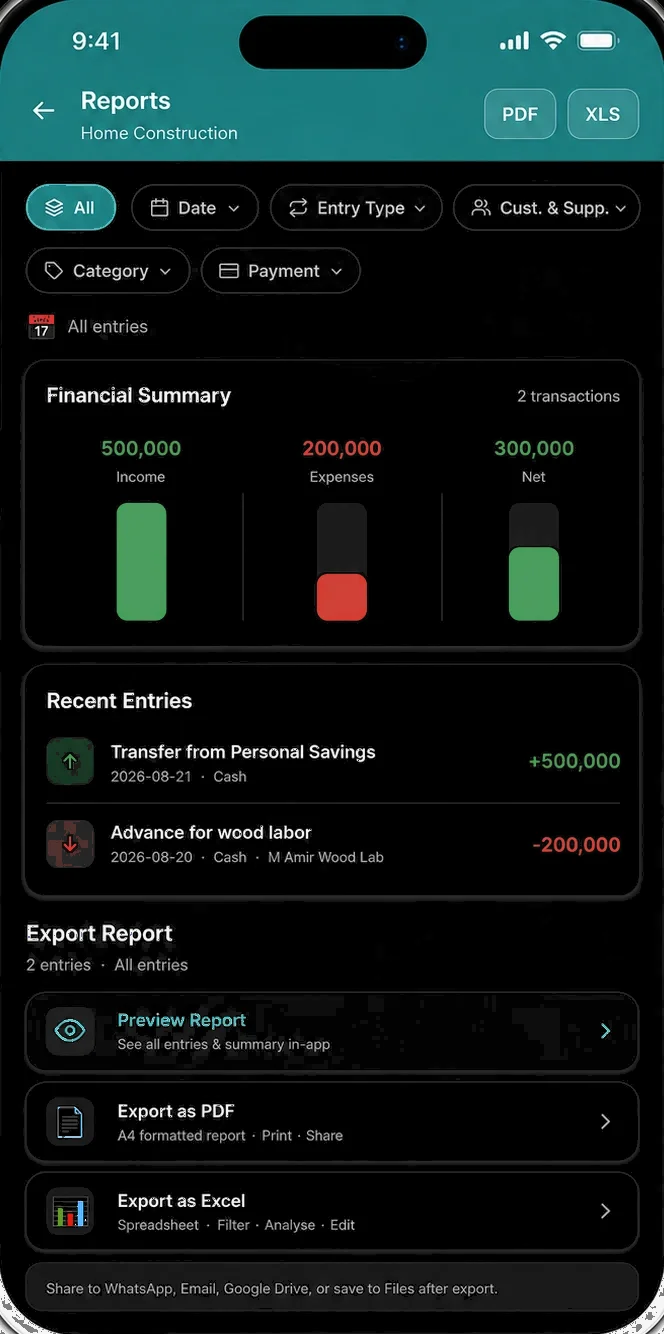 9:41
Reports
Home Construction
PDF
XLS
All
Date
Entry Type
Cust. & Supp.
Category
Payment
17
All entries
Financial Summary
2 transactions
500,000
200,000
300,000
Income
Expenses
Net
Recent Entries
Transfer from Personal Savings
+500,000
2026-08-21 · Cash
Advance for wood labor
-200,000
2026-08-20 · Cash · M Amir Wood Lab
Export Report
2 entries · All entries
Preview Report
See all entries & summary in-app
Export as PDF
A4 formatted report · Print · Share
Export as Excel
Spreadsheet · Filter · Analyse · Edit
Share to WhatsApp, Email, Google Drive, or save to Files after export.